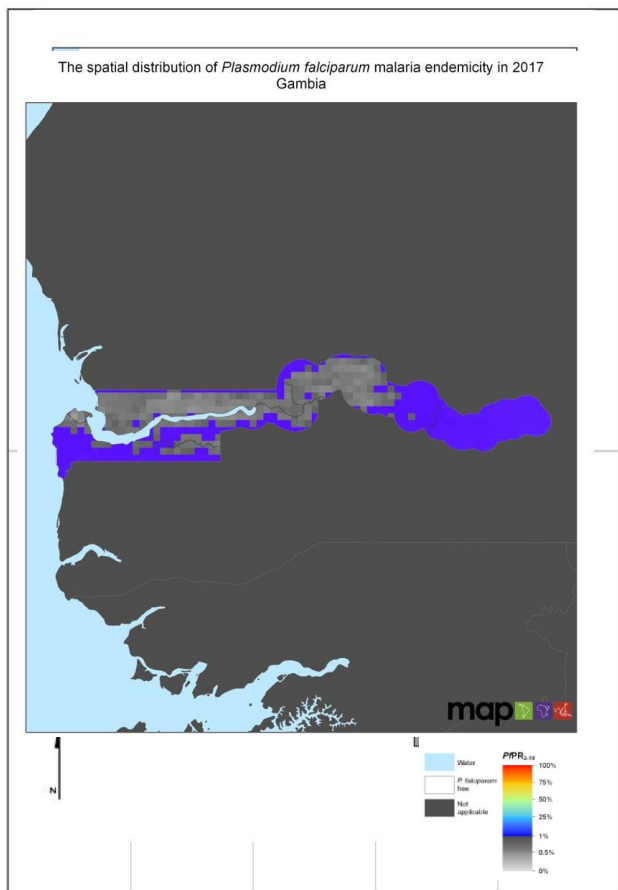 The spatial distribution of Plasmodium falciparum malaria endemicity in 2017
Gambia
map
Water
P. falciparum
free
Not
applicable
PfPR2-10
100%
75%
50%
25%
1%
0.5%
0%
N